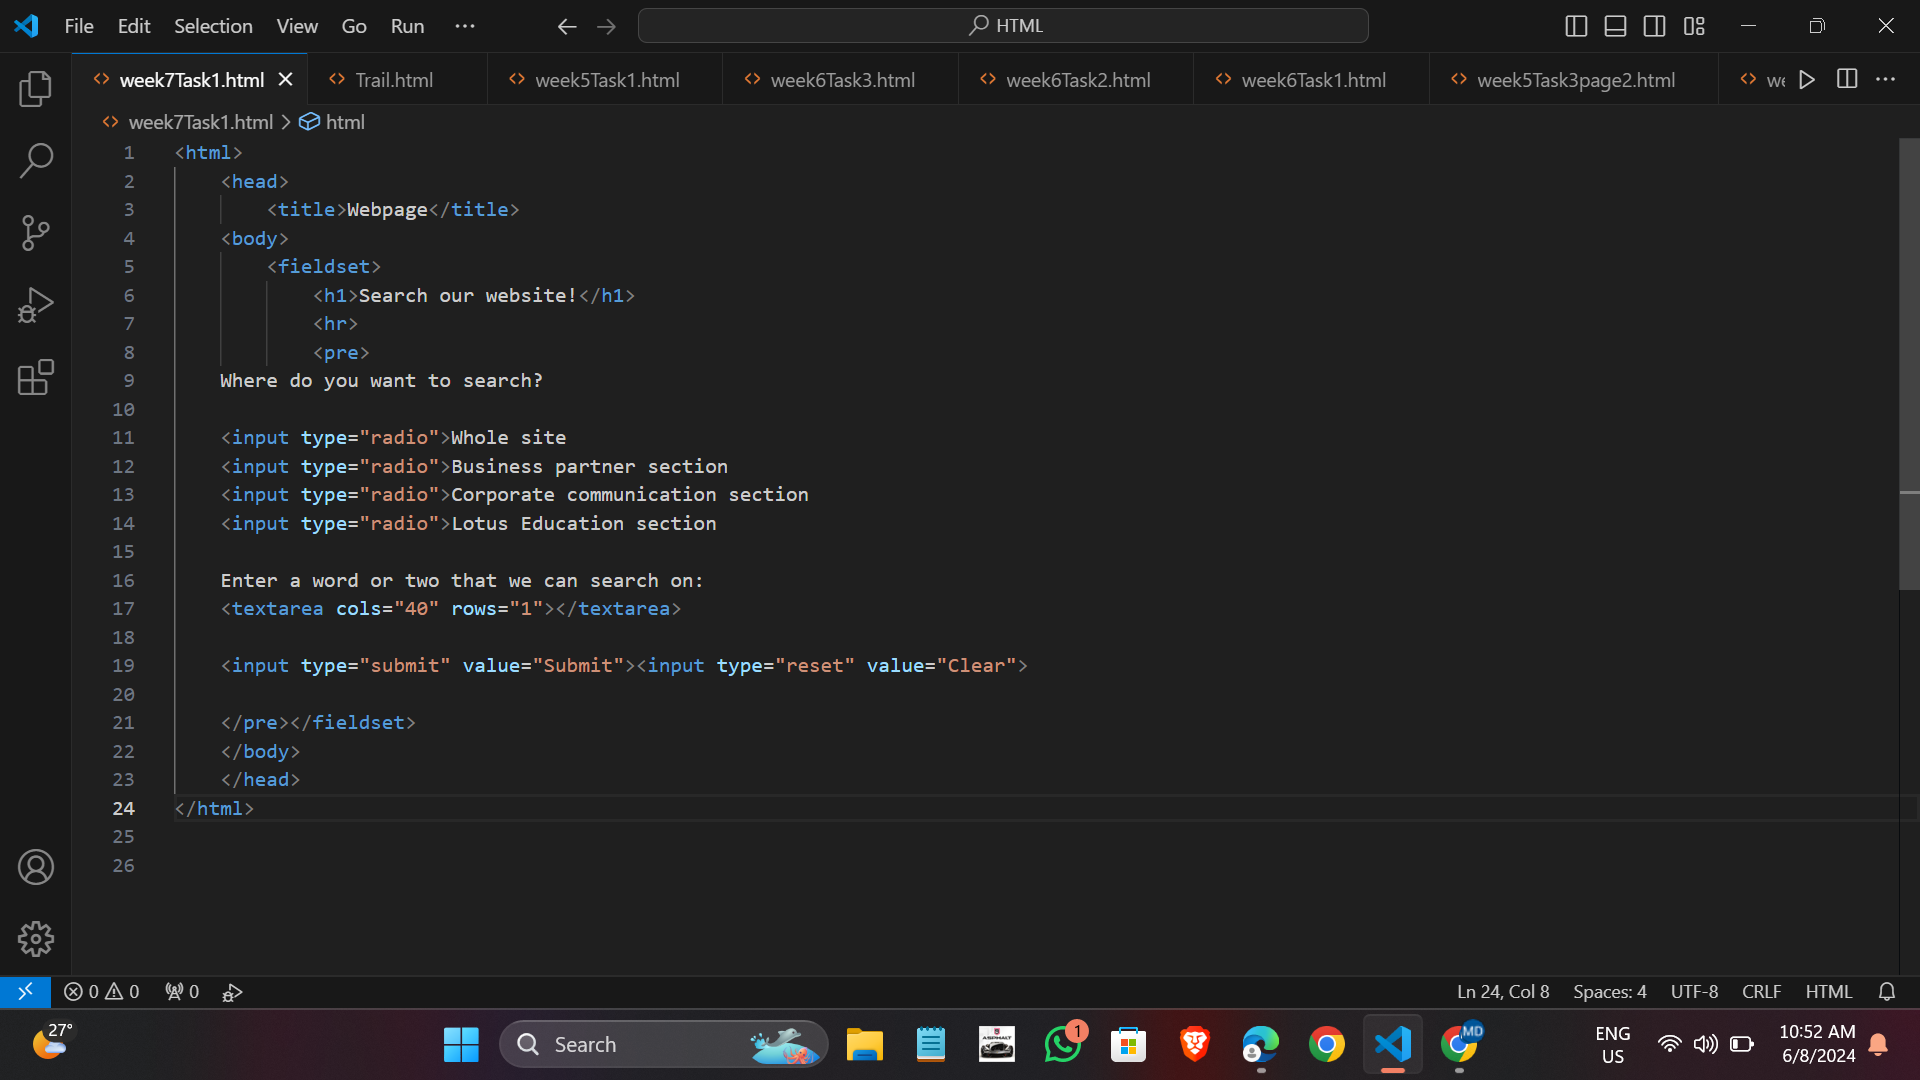 File Edit Selection View Go Run ··· HTML
week7Task1.html Trail.html week5Task1.html week6Task3.html week6Task2.html week6Task1.html week5Task3page2.html we
week7Task1.html > html
1 <html>
2 <head>
3 <title>Webpage</title>
4 <body>
5 <fieldset>
6 <h1>Search our website!</h1>
7 <hr>
8 <pre>
9 Where do you want to search?
10
11 <input type="radio">Whole site
12 <input type="radio">Business partner section
13 <input type="radio">Corporate communication section
14 <input type="radio">Lotus Education section
15
16 Enter a word or two that we can search on:
17 <textarea cols="40" rows="1"></textarea>
18
19 <input type="submit" value="Submit"><input type="reset" value="Clear">
20
21 </pre></fieldset>
22 </body>
23 </head>
24 </html>
25
26
0 0 0 Ln 24, Col 8 Spaces: 4 UTF-8 CRLF HTML
27° Search ASPHALT 1 MD ENG 10:52 AM
US 6/8/2024